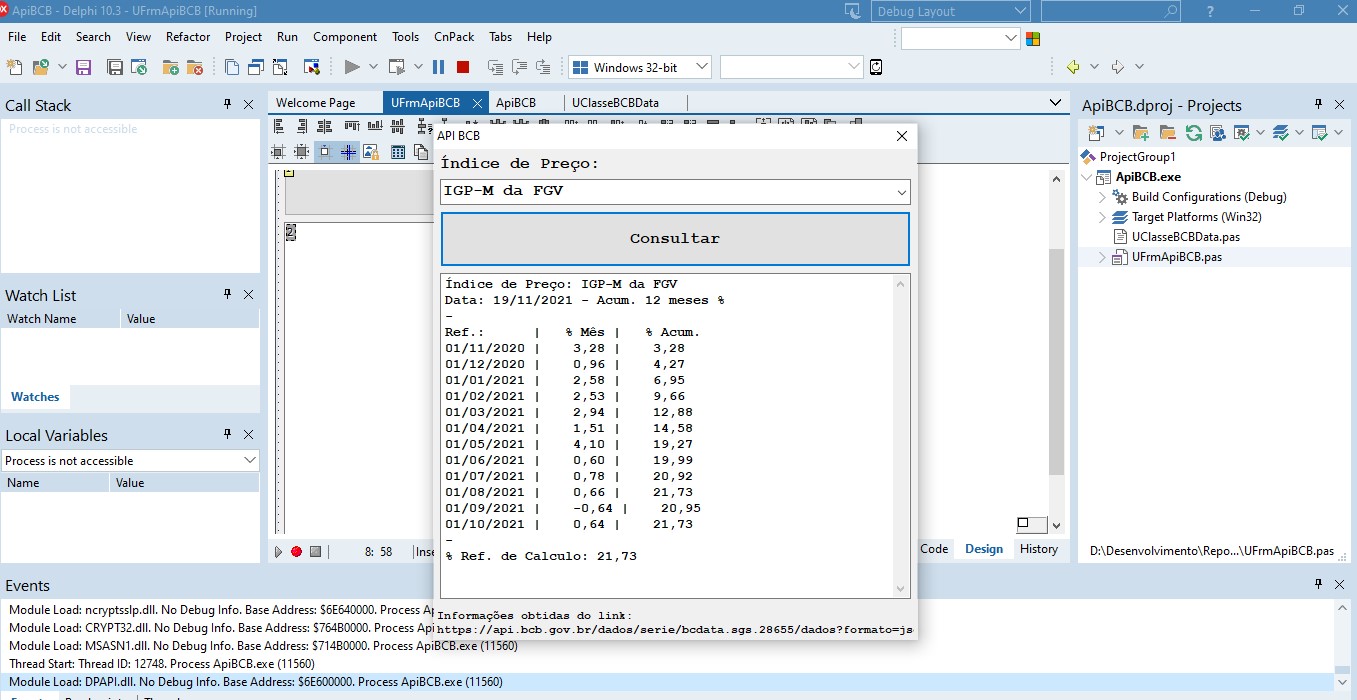 ApiBCB - Delphi 10.3 - UFrmApiBCB [Running]
Debug Layout
?
File Edit Search View Refactor Project Run Component Tools CnPack Tabs Help
Windows 32-bit
Call Stack
Process is not accessible
Watch List
Watch Name Value
Watches
Local Variables
Process is not accessible
Name Value
Welcome Page UFrmApiBCB ApiBCB UClasseBCBData
2
API BCB
Índice de Preço:
IGP-M da FGV
Consultar
Índice de Preço: IGP-M da FGV
Data: 19/11/2021 - Acum. 12 meses %
-
Ref.: | % Mês | % Acum.
01/11/2020 | 3,28 | 3,28
01/12/2020 | 0,96 | 4,27
01/01/2021 | 2,58 | 6,95
01/02/2021 | 2,53 | 9,66
01/03/2021 | 2,94 | 12,88
01/04/2021 | 1,51 | 14,58
01/05/2021 | 4,10 | 19,27
01/06/2021 | 0,60 | 19,99
01/07/2021 | 0,78 | 20,92
01/08/2021 | 0,66 | 21,73
01/09/2021 | -0,64 | 20,95
01/10/2021 | 0,64 | 21,73
-
% Ref. de Calculo: 21,73
Informações obtidas do link:
https://api.bcb.gov.br/dados/serie/bcdata.sgs.28655/dados?formato=js
8: 58
Code Design History
ApiBCB.dproj - Projects
ProjectGroup1
ApiBCB.exe
Build Configurations (Debug)
Target Platforms (Win32)
UClasseBCBData.pas
UFrmApiBCB.pas
D:\Desenvolvimento\Repo...\UFrmApiBCB.pas
Events
Module Load: ncryptsslp.dll. No Debug Info. Base Address: $6E640000. Process Ap
Module Load: CRYPT32.dll. No Debug Info. Base Address: $764B0000. Process Ap
Module Load: MSASN1.dll. No Debug Info. Base Address: $714B0000. Process ApiBCB.exe (11560)
Thread Start: Thread ID: 12748. Process ApiBCB.exe (11560)
Module Load: DPAPI.dll. No Debug Info. Base Address: $6E600000. Process ApiBCB.exe (11560)